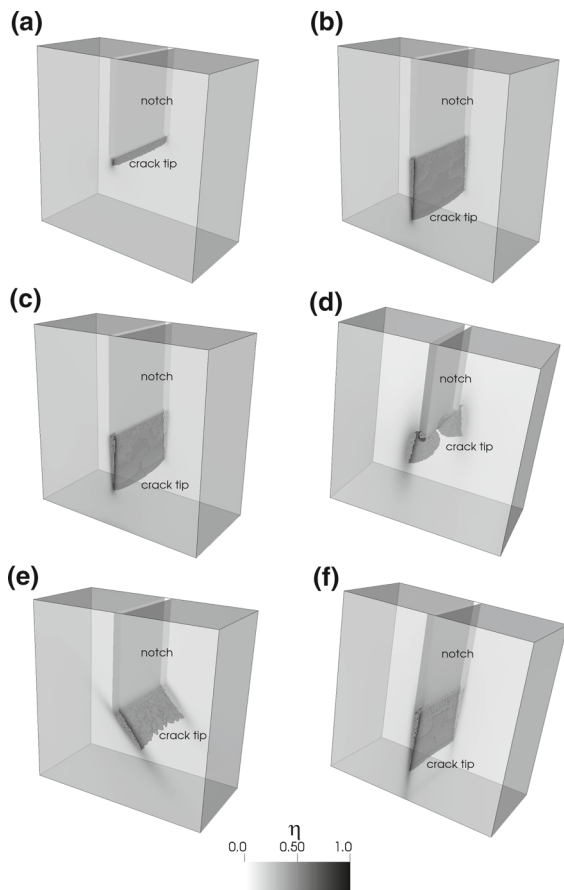 (a)
notch
crack tip
(b)
notch
crack tip
(c)
notch
crack tip
(d)
notch
crack tip
(e)
notch
crack tip
(f)
notch
crack tip
η
0.0 0.50 1.0